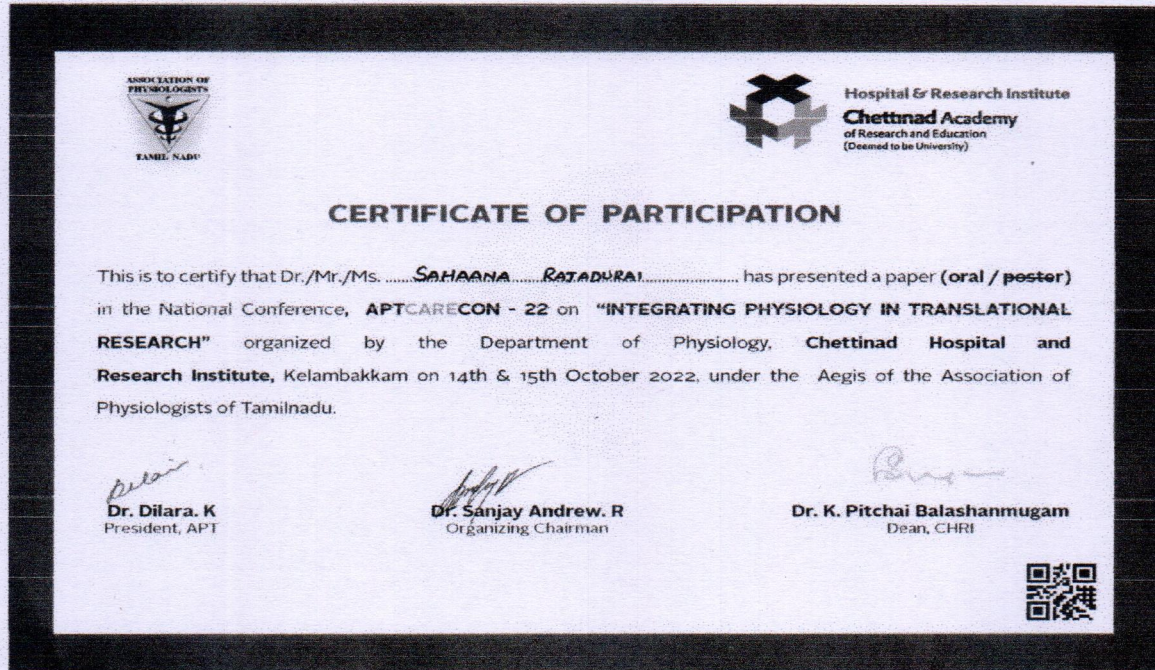 ASSOCIATION OF
PHYSIOLOGISTS
TAMIL NADU
Hospital & Research Institute
Chettinad Academy
of Research and Education
(Deemed to be University)
CERTIFICATE OF PARTICIPATION
This is to certify that Dr./Mr./Ms. SAHAANA RAJADURAI has presented a paper (oral / poster)
in the National Conference, APTCARECON - 22 on "INTEGRATING PHYSIOLOGY IN TRANSLATIONAL
RESEARCH" organized by the Department of Physiology, Chettinad Hospital and
Research Institute, Kelambakkam on 14th & 15th October 2022, under the Aegis of the Association of
Physiologists of Tamilnadu.
Dr. Dilara. K
President, APT
Dr. Sanjay Andrew. R
Organizing Chairman
Dr. K. Pitchai Balashanmugam
Dean, CHRI